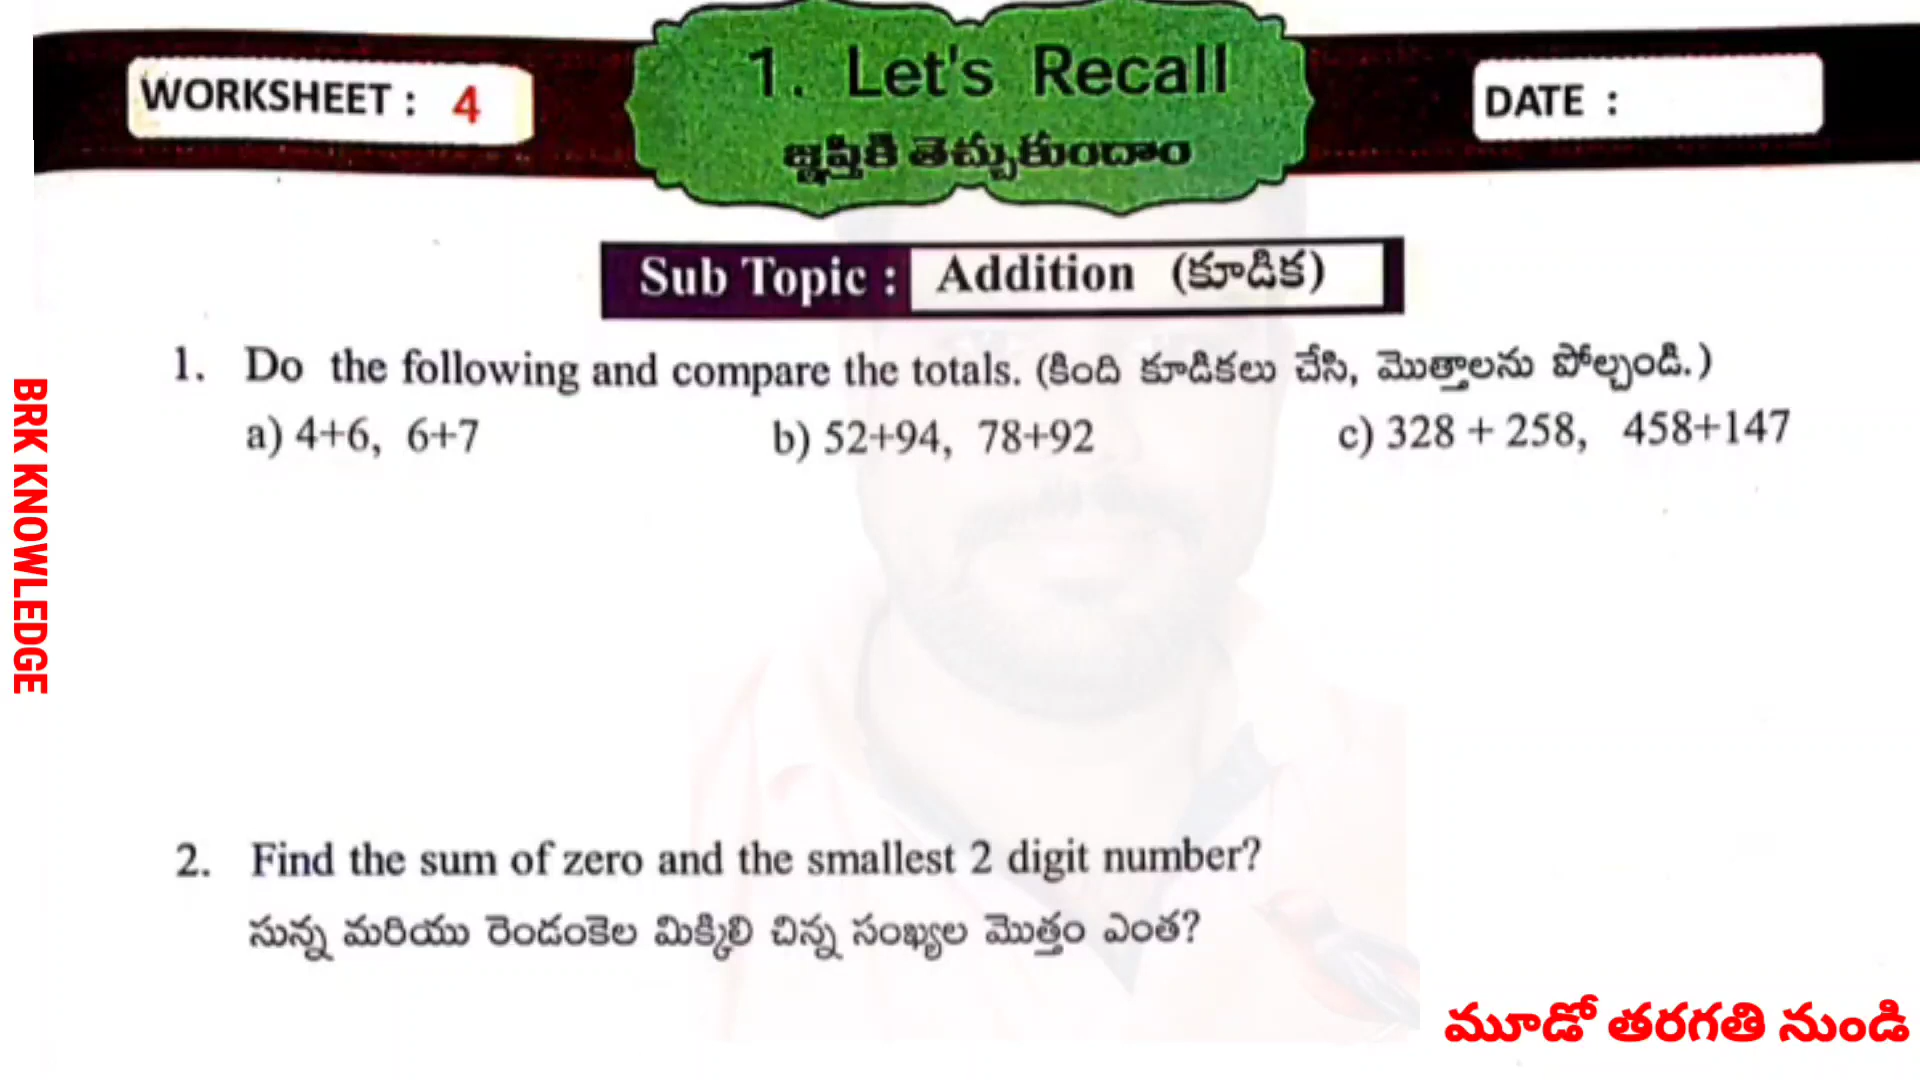 WORKSHEET : 4
1. Let's Recall
జ్ఞప్తికి తెచ్చుకుందాం
DATE :
Sub Topic : Addition (కూడిక)
1. Do the following and compare the totals. (కింది కూడికలు చేసి, మొత్తాలను పోల్చండి.)
a) 4+6, 6+7 b) 52+94, 78+92 c) 328 + 258, 458+147
2. Find the sum of zero and the smallest 2 digit number?
సున్న మరియు రెండంకెల మిక్కిలి చిన్న సంఖ్యల మొత్తం ఎంత?
BRK KNOWLEDGE
మూడో తరగతి నుండి